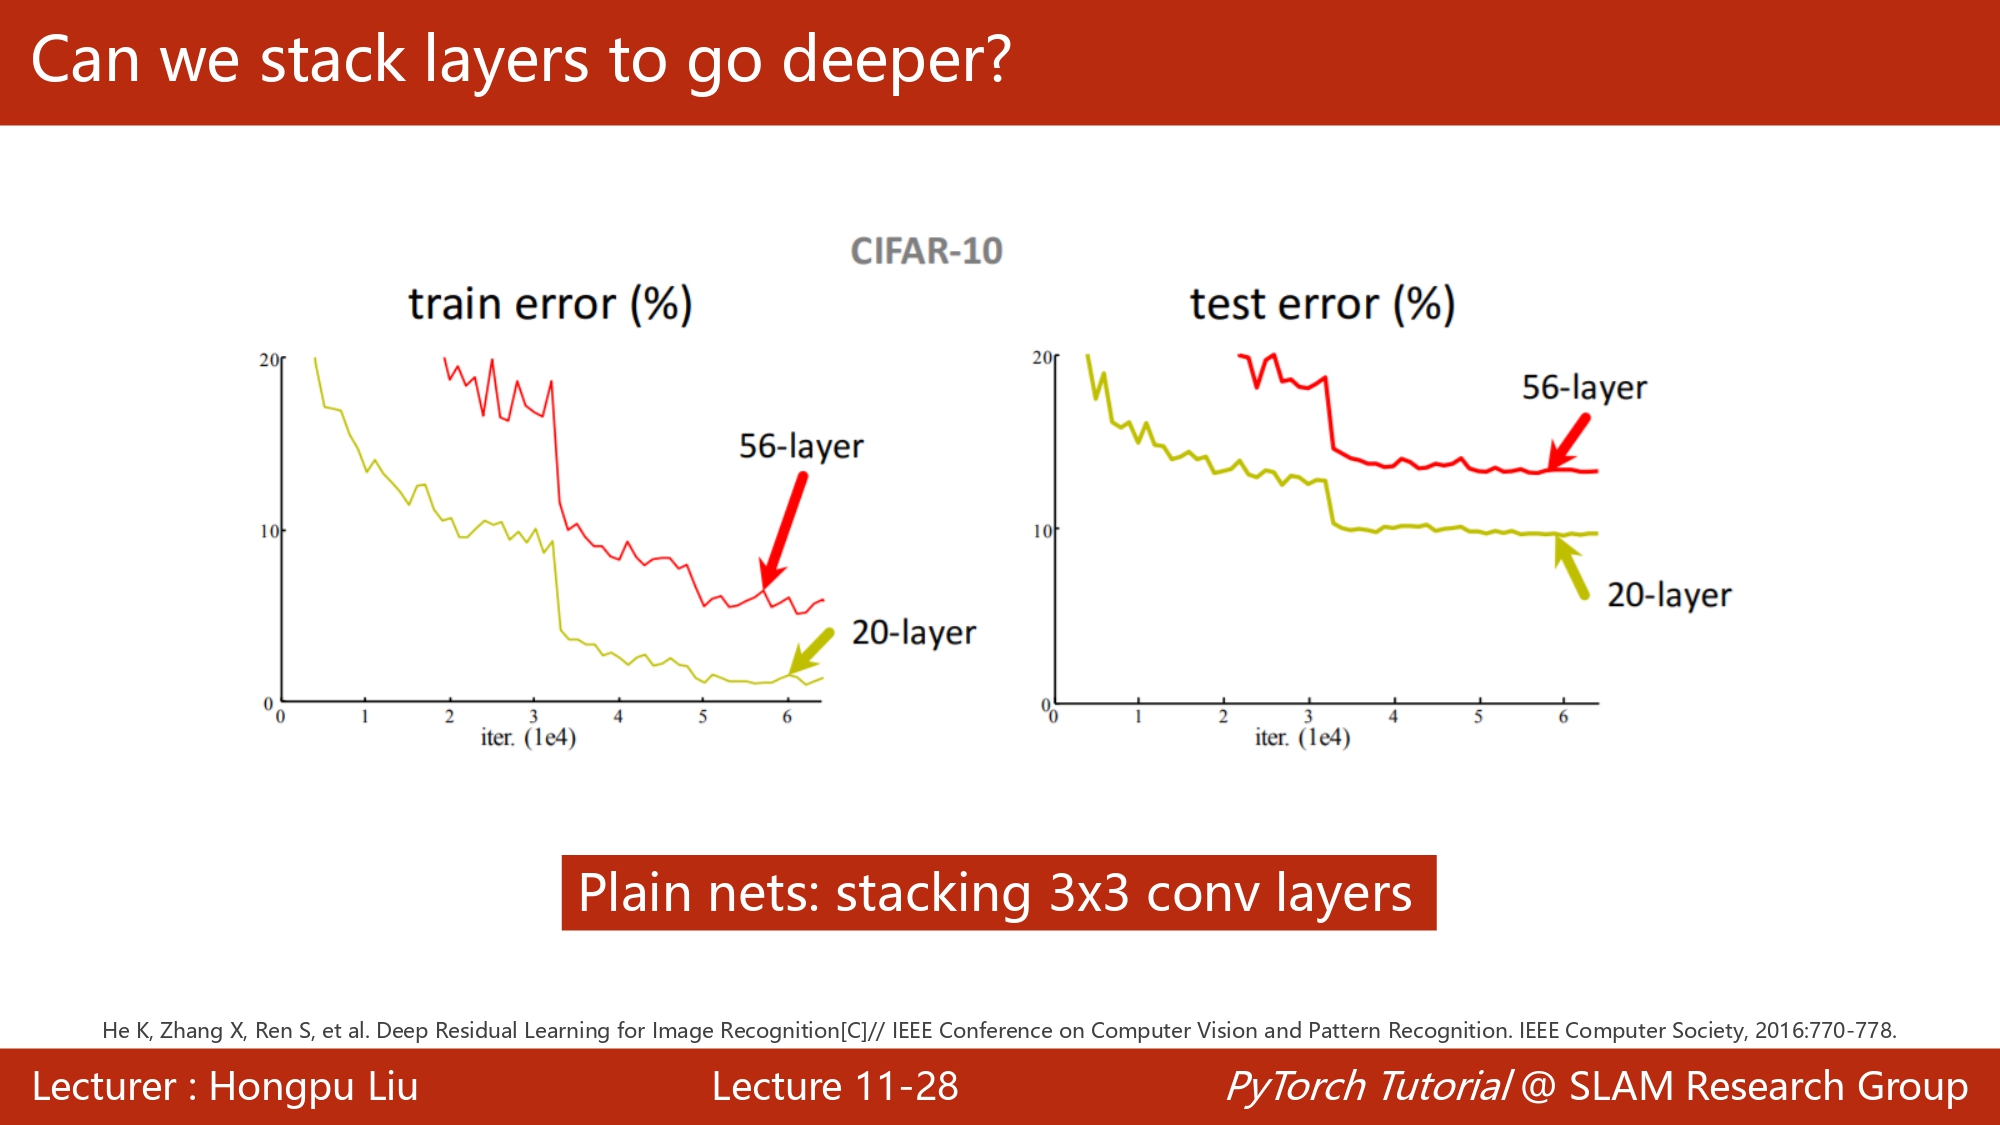 Can we stack layers to go deeper?
CIFAR-10
train error (%)
20
10
0
0 1 2 3 4 5 6
iter. (1e4)
56-layer
20-layer
test error (%)
20
10
0
0 1 2 3 4 5 6
iter. (1e4)
56-layer
20-layer
Plain nets: stacking 3x3 conv layers
He K, Zhang X, Ren S, et al. Deep Residual Learning for Image Recognition[C]// IEEE Conference on Computer Vision and Pattern Recognition. IEEE Computer Society, 2016:770-778.
Lecturer : Hongpu Liu Lecture 11-28 PyTorch Tutorial @ SLAM Research Group